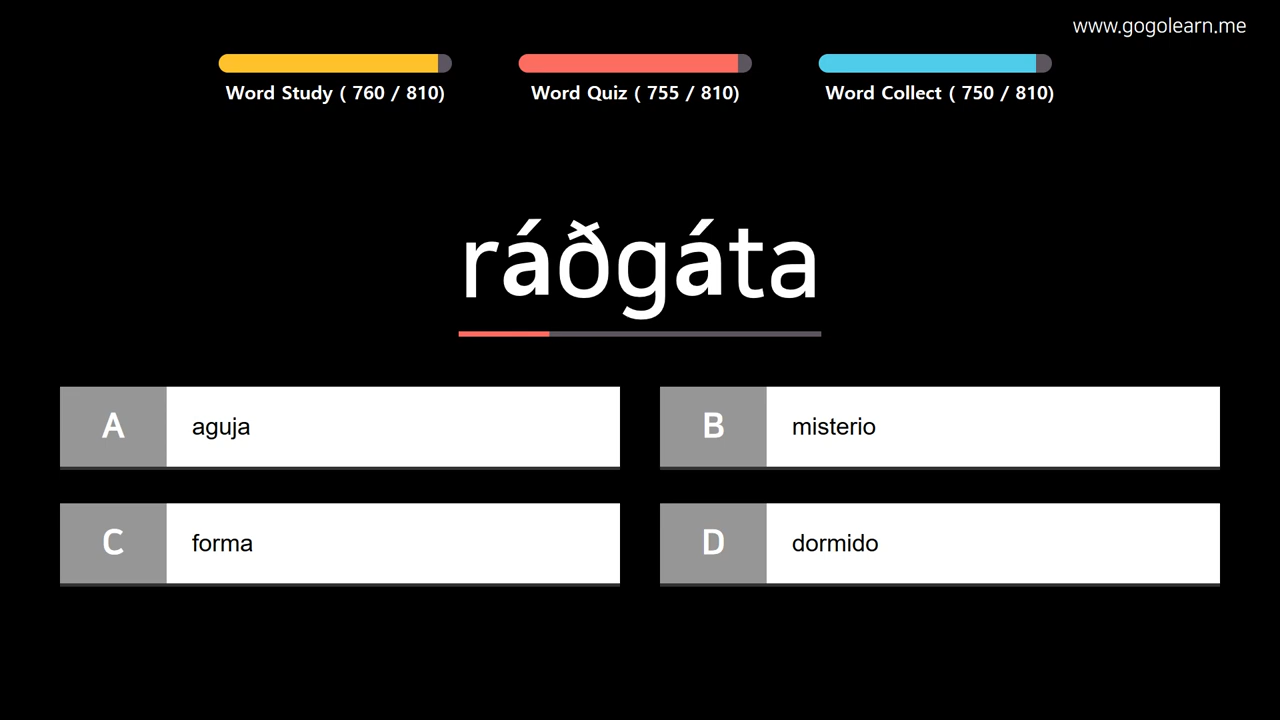 www.gogolearn.me
Word Study ( 760 / 810)
Word Quiz ( 755 / 810)
Word Collect ( 750 / 810)
ráðgáta
A aguja
B misterio
C forma
D dormido